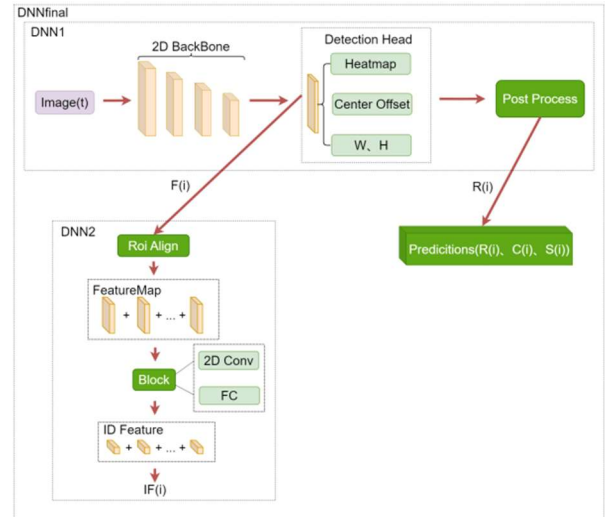 DNNfinal
DNN1
2D BackBone
Detection Head
Image(t)
Heatmap
Center Offset
W、H
Post Process
F(i)
R(i)
DNN2
Roi Align
Predicitions(R(i)、C(i)、S(i))
FeatureMap
+ + ... +
Block
2D Conv
FC
ID Feature
+ + ... +
IF(i)